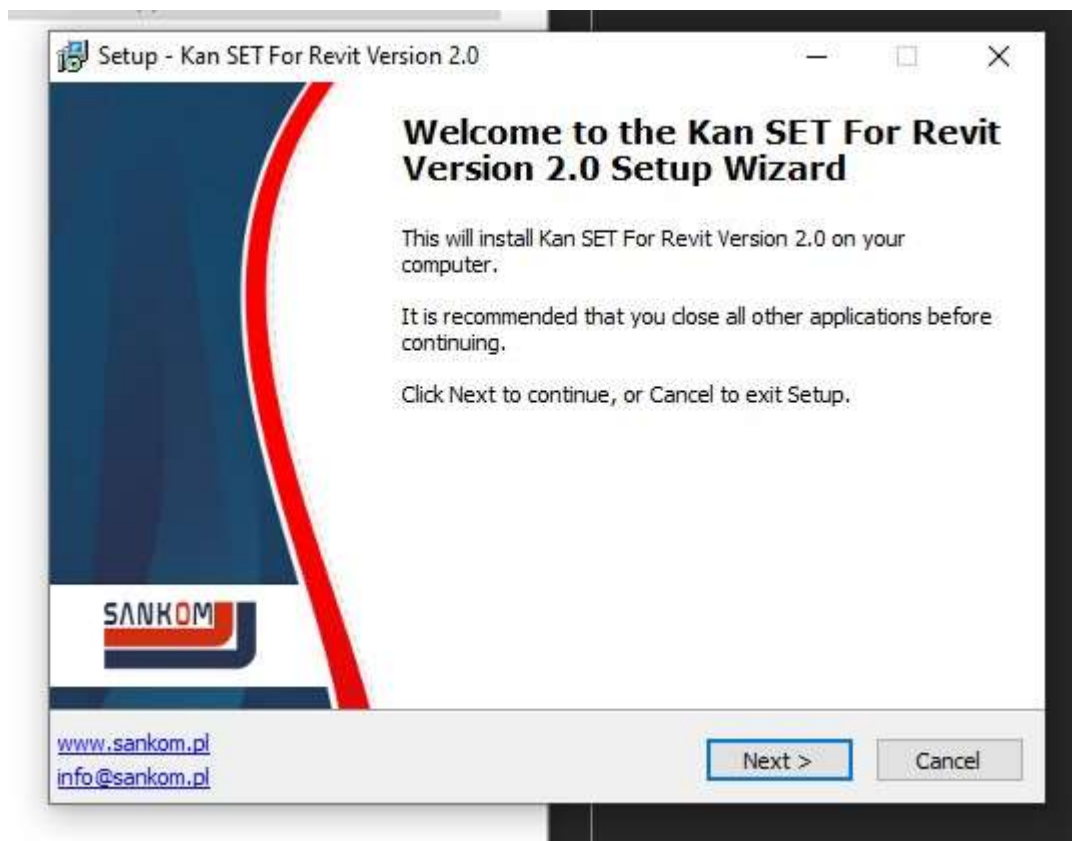 Setup - Kan SET For Revit Version 2.0
Welcome to the Kan SET For Revit
Version 2.0 Setup Wizard
This will install Kan SET For Revit Version 2.0 on your
computer.
It is recommended that you close all other applications before
continuing.
Click Next to continue, or Cancel to exit Setup.
SANKOM
www.sankom.pl
info@sankom.pl
Next >
Cancel